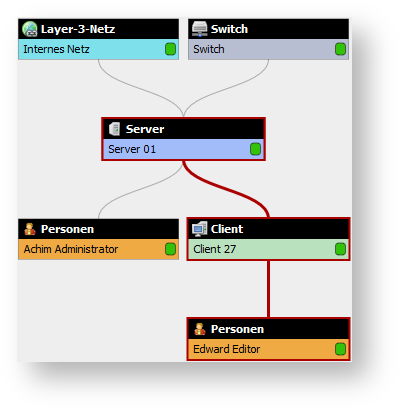 Layer-3-Netz
Internes Netz
Switch
Switch
Server
Server 01
Personen
Achim Administrator
Client
Client 27
Personen
Edward Editor